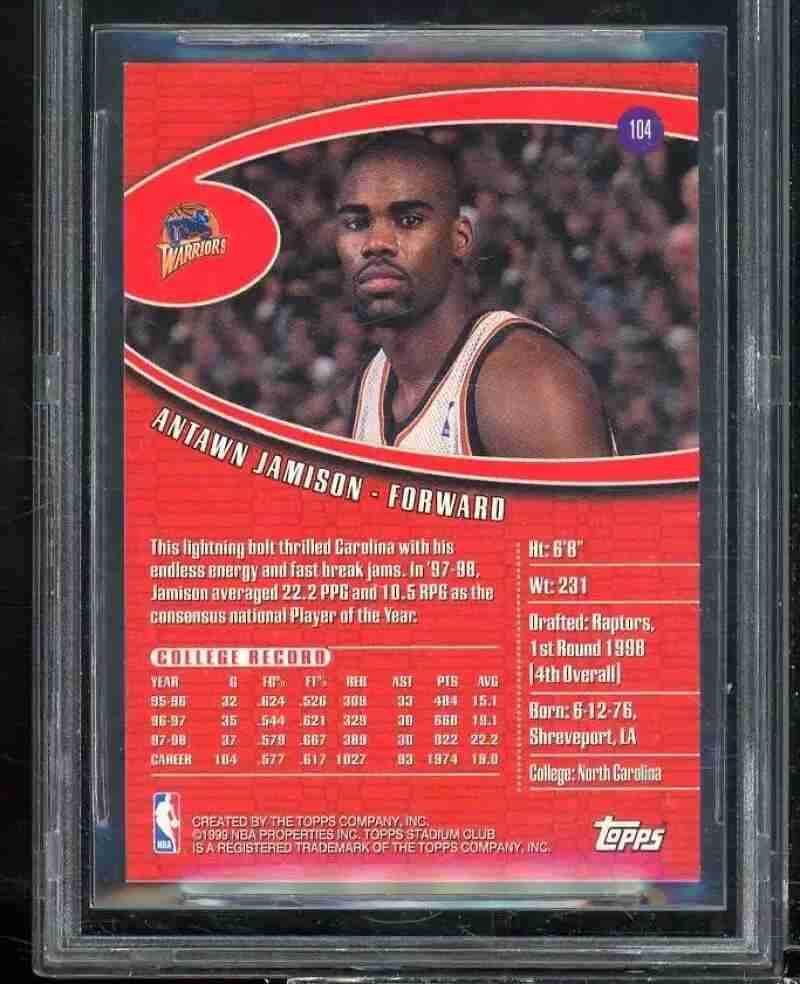 104
WARRIORS
ANTAWN JAMISON - FORWARD
This lightning bolt thrilled Carolina with his
endless energy and fast break jams. In '97-98,
Jamison averaged 22.2 PPG and 10.5 RPG as the
consensus national Player of the Year.
COLLEGE RECORD
YEAR G FG% FT% REB AST PTS AVG
95-96 32 .624 .526 309 33 484 15.1
96-97 35 .544 .621 329 30 668 19.1
97-98 37 .579 .667 389 30 822 22.2
CAREER 104 .577 .617 1027 93 1974 19.0
Ht: 6'8"
Wt: 231
Drafted: Raptors,
1st Round 1998
(4th Overall)
Born: 6-12-76,
Shreveport, LA
College: North Carolina
NBA
CREATED BY THE TOPPS COMPANY, INC.
©1999 NBA PROPERTIES INC. TOPPS STADIUM CLUB
IS A REGISTERED TRADEMARK OF THE TOPPS COMPANY, INC.
TOPPS